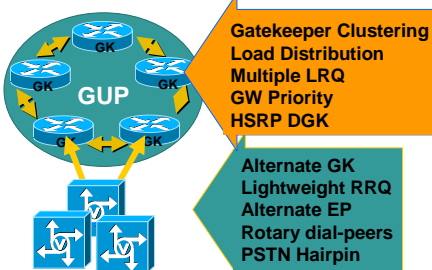 GK
GK
GK
GUP
GK
GK
Gatekeeper Clustering
Load Distribution
Multiple LRQ
GW Priority
HSRP DGK
Alternate GK
Lightweight RRQ
Alternate EP
Rotary dial-peers
PSTN Hairpin
V
V
V